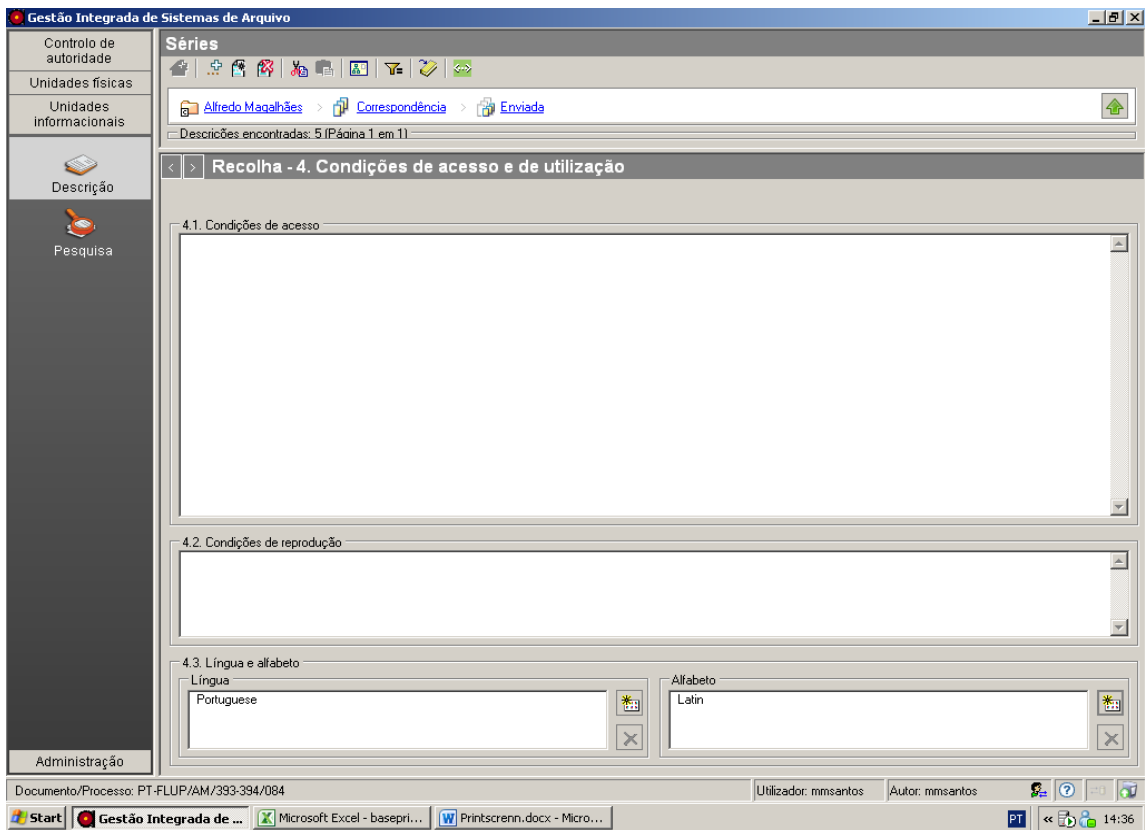 Gestão Integrada de Sistemas de Arquivo
Controlo de
autoridade
Unidades físicas
Unidades
informacionais
Descrição
Pesquisa
Administração
Séries
Alfredo Magalhães > Correspondência > Enviada
Descrições encontradas: 5 (Página 1 em 1)
< > Recolha - 4. Condições de acesso e de utilização
4.1. Condições de acesso
4.2. Condições de reprodução
4.3. Língua e alfabeto
Língua
Portuguese
Alfabeto
Latin
Documento/Processo: PT-FLUP/AM/393-394/084
Utilizador: mmsantos
Autor: mmsantos
Start
Gestão Integrada de ...
Microsoft Excel - basepri...
Printscrenn.docx - Micro...
PT
«
14:36